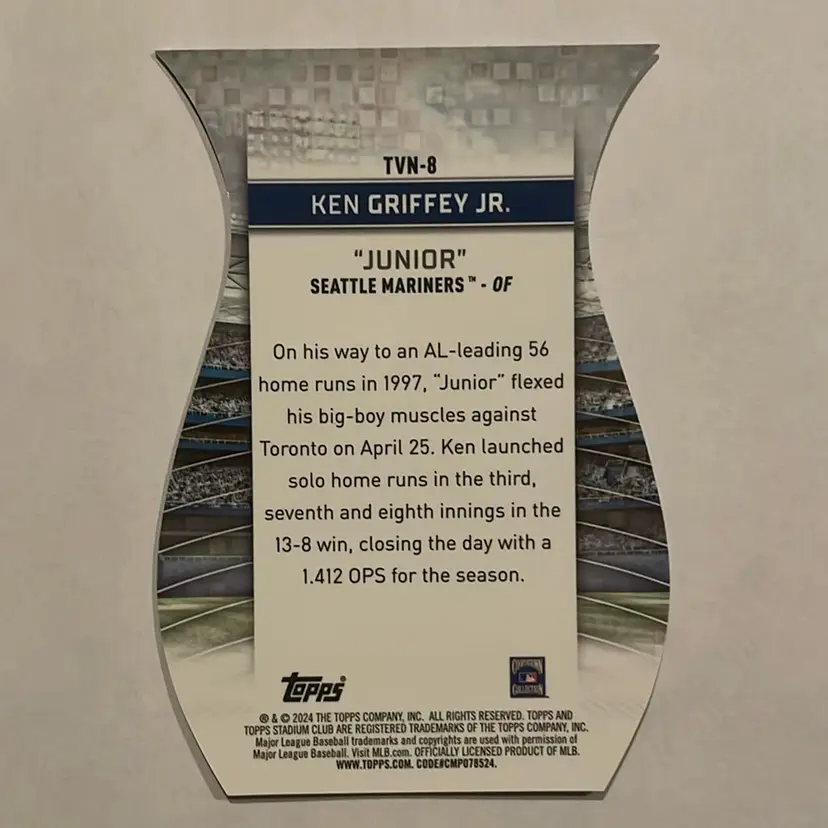 TVN-8
KEN GRIFFEY JR.
“JUNIOR”
SEATTLE MARINERS™ - OF
On his way to an AL-leading 56
home runs in 1997, “Junior” flexed
his big-boy muscles against
Toronto on April 25. Ken launched
solo home runs in the third,
seventh and eighth innings in the
13-8 win, closing the day with a
1.412 OPS for the season.
Topps®
COOPERSTOWN
COLLECTION
® & © 2024 THE TOPPS COMPANY, INC. ALL RIGHTS RESERVED. TOPPS AND
TOPPS STADIUM CLUB ARE REGISTERED TRADEMARKS OF THE TOPPS COMPANY, INC.
Major League Baseball trademarks and copyrights are used with permission of
Major League Baseball. Visit MLB.com. OFFICIALLY LICENSED PRODUCT OF MLB.
WWW.TOPPS.COM. CODE#CMP078524.